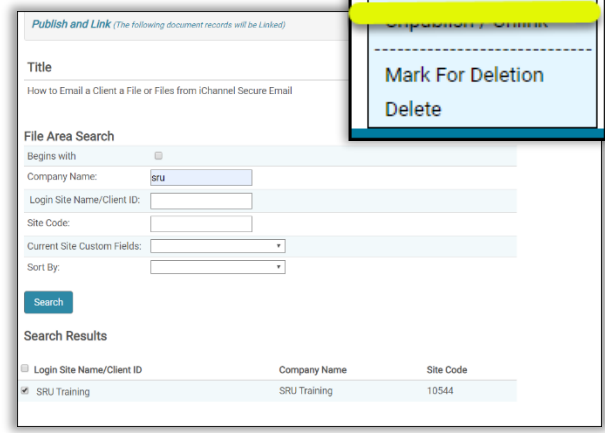 Publish and Link (The following document records will be Linked)
Unpublish / Unlink
Mark For Deletion
Delete
Title
How to Email a Client a File or Files from iChannel Secure Email
File Area Search
Begins with
Company Name: sru
Login Site Name/Client ID:
Site Code:
Current Site Custom Fields:
Sort By:
Search
Search Results
Login Site Name/Client ID Company Name Site Code
SRU Training SRU Training 10544